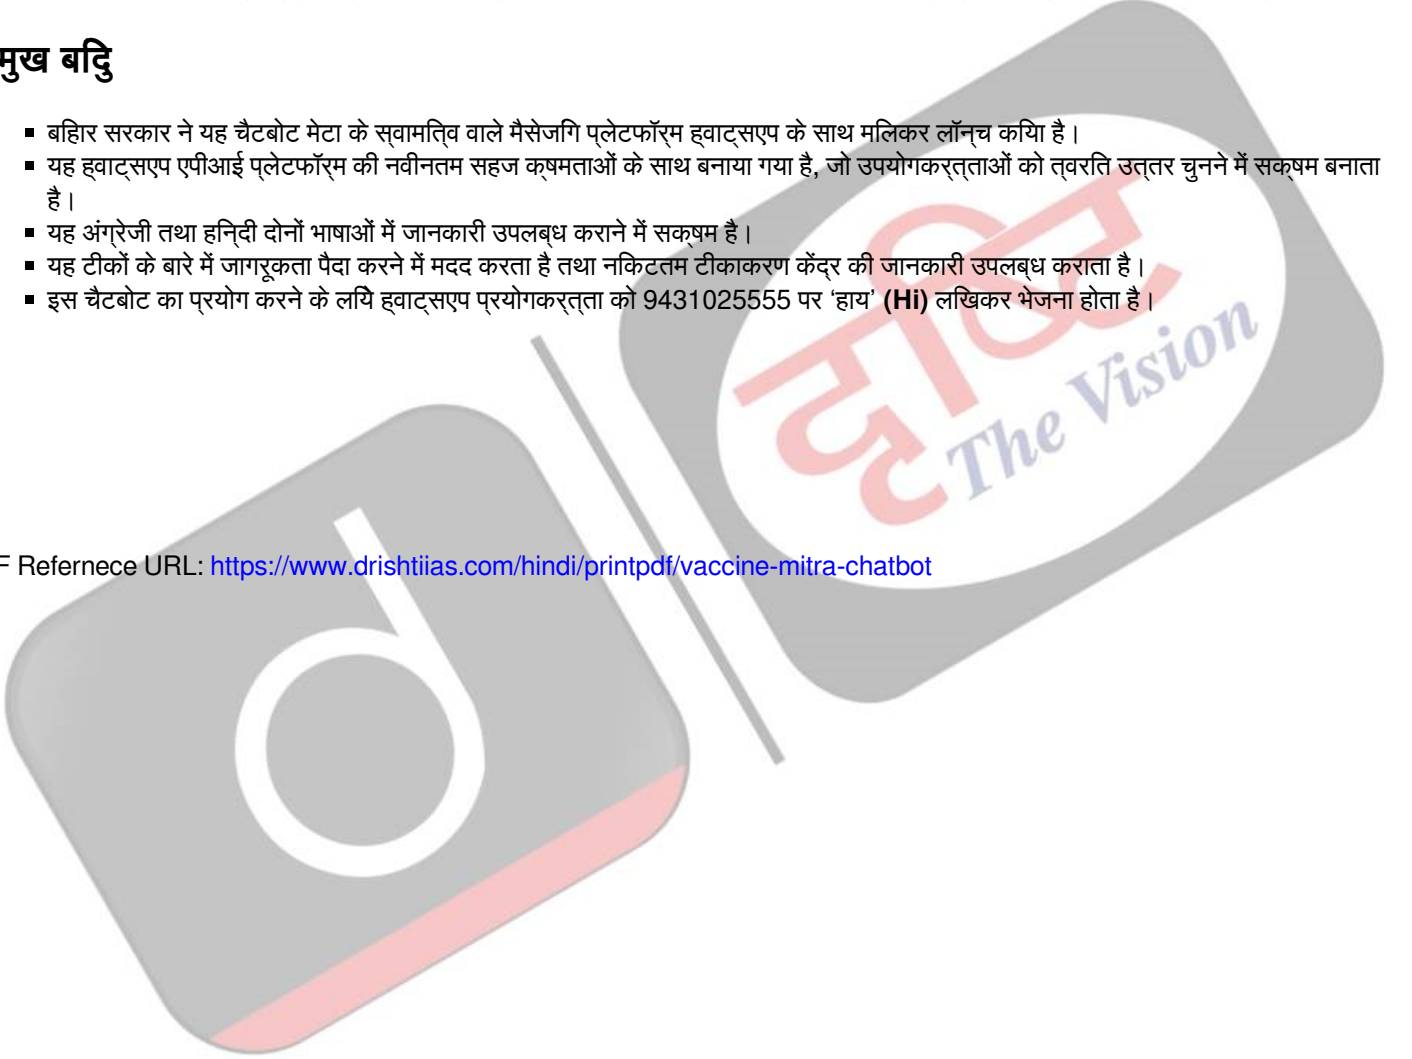 मुख बिंदु
▪ बिहार सरकार ने यह चैटबोट मेटा के स्वामित्व वाले मैसेजिंग प्लेटफॉर्म ह्वाट्सएप के साथ मिलकर लॉन्च किया है।
▪ यह ह्वाट्सएप एपीआई प्लेटफॉर्म की नवीनतम सहज क्षमताओं के साथ बनाया गया है, जो उपयोगकर्त्ताओं को त्वरित उत्तर चुनने में सक्षम बनाता
है।
▪ यह अंग्रेजी तथा हिन्दी दोनों भाषाओं में जानकारी उपलब्ध कराने में सक्षम है।
▪ यह टीकों के बारे में जागरूकता पैदा करने में मदद करता है तथा निकटतम टीकाकरण केंद्र की जानकारी उपलब्ध कराता है।
▪ इस चैटबोट का प्रयोग करने के लिये ह्वाट्सएप प्रयोगकर्त्ता को 9431025555 पर ‘हाय’ (Hi) लिखकर भेजना होता है।
दृष्टि
The Vision
F Refernece URL: https://www.drishtiias.com/hindi/printpdf/vaccine-mitra-chatbot
d